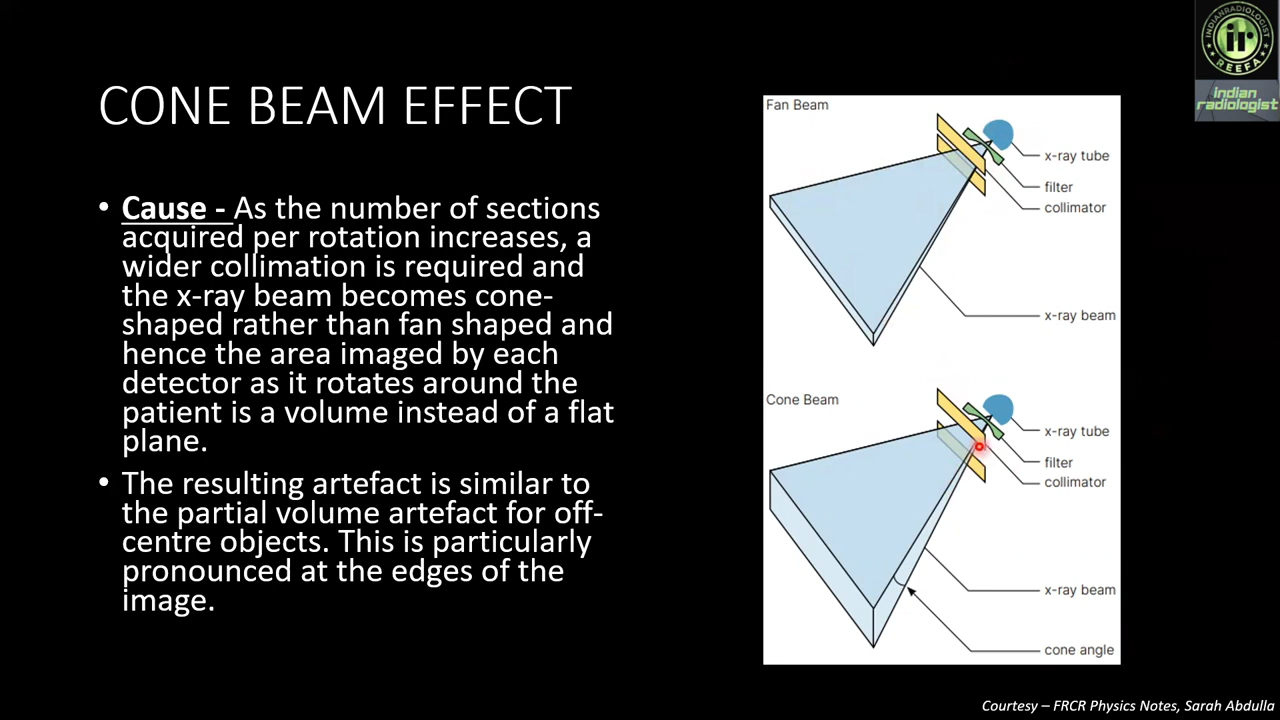 CONE BEAM EFFECT
• Cause - As the number of sections
acquired per rotation increases, a
wider collimation is required and
the x-ray beam becomes cone-
shaped rather than fan shaped and
hence the area imaged by each
detector as it rotates around the
patient is a volume instead of a flat
plane.
• The resulting artefact is similar to
the partial volume artefact for off-
centre objects. This is particularly
pronounced at the edges of the
image.
Fan Beam
x-ray tube
filter
collimator
x-ray beam
Cone Beam
x-ray tube
filter
collimator
x-ray beam
cone angle
INDIANRADIOLOGIST
ir
REEFA
indian
radiologist
Courtesy – FRCR Physics Notes, Sarah Abdulla